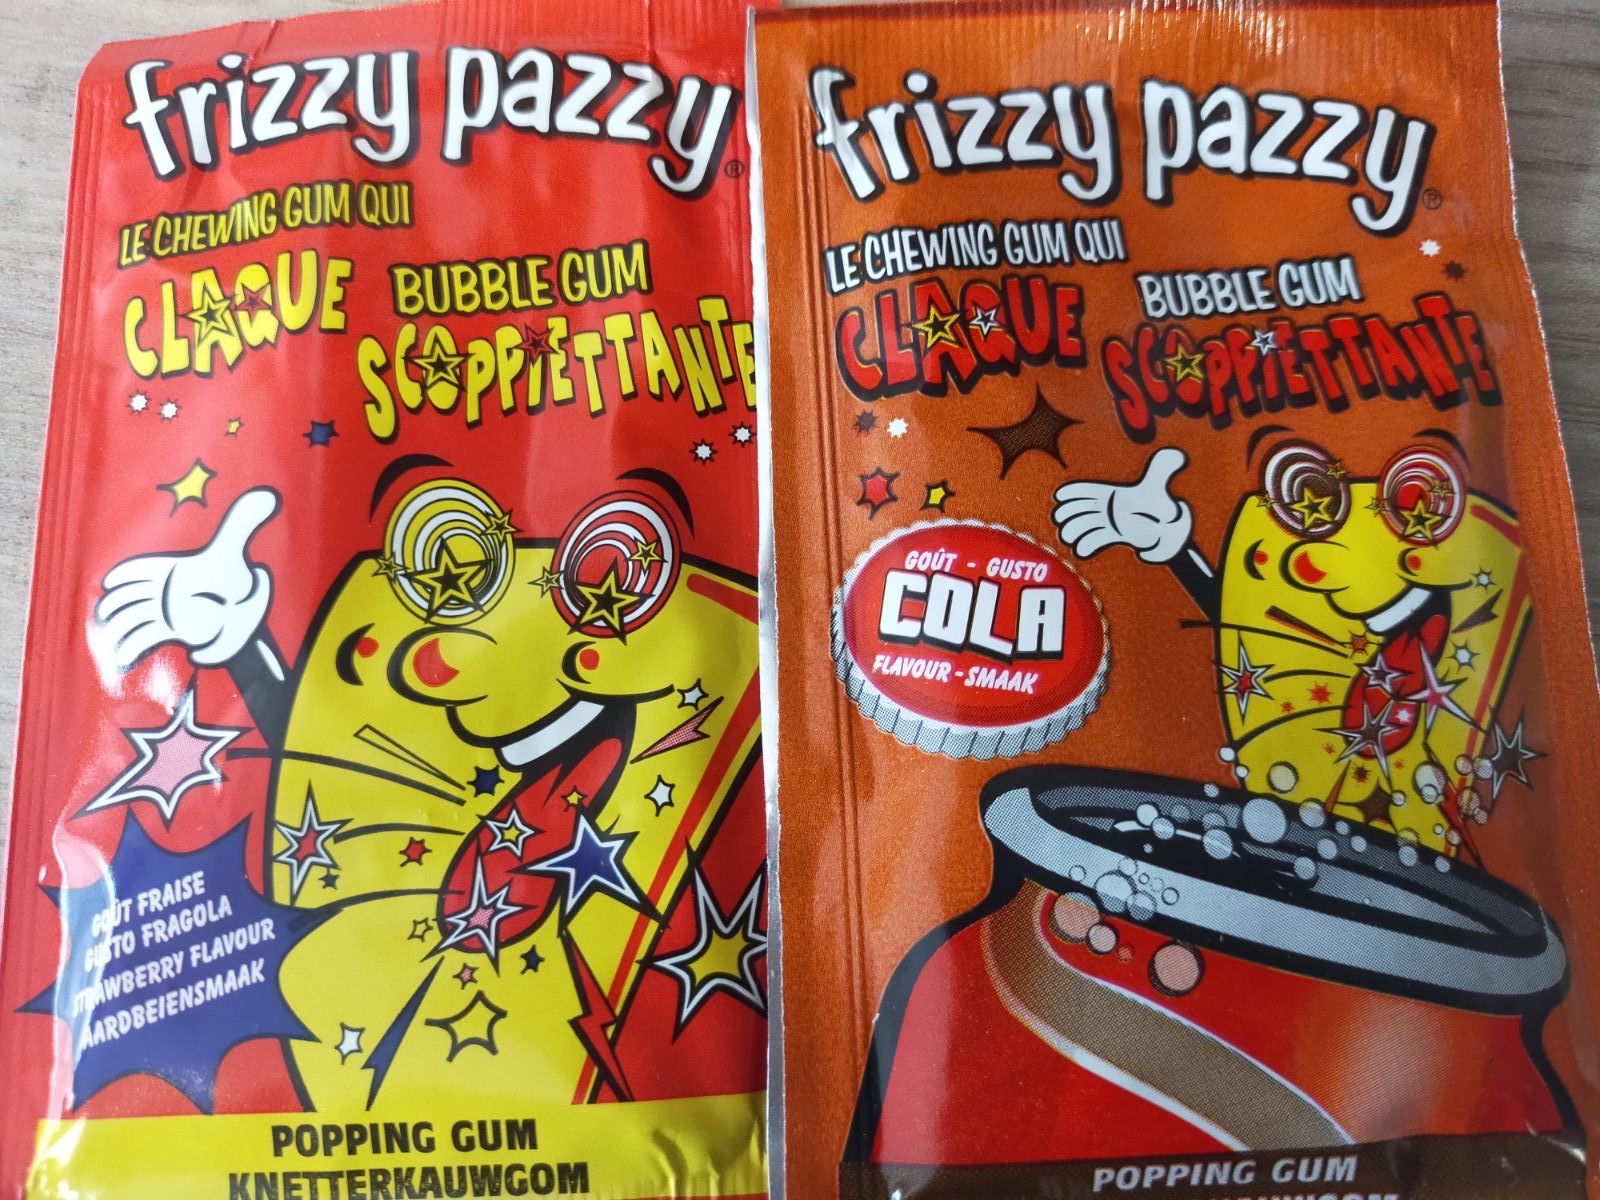 frizzy pazzy®
LE CHEWING GUM QUI
CLAQUE
BUBBLE GUM
SCOPPIETTANTE
GOÛT FRAISE
GUSTO FRAGOLA
STRAWBERRY FLAVOUR
AARDBEIENSMAAK
POPPING GUM
KNETTERKAUWGOM
frizzy pazzy®
LE CHEWING GUM QUI
CLAQUE
BUBBLE GUM
SCOPPIETTANTE
GOÛT - GUSTO
COLA
FLAVOUR - SMAAK
POPPING GUM